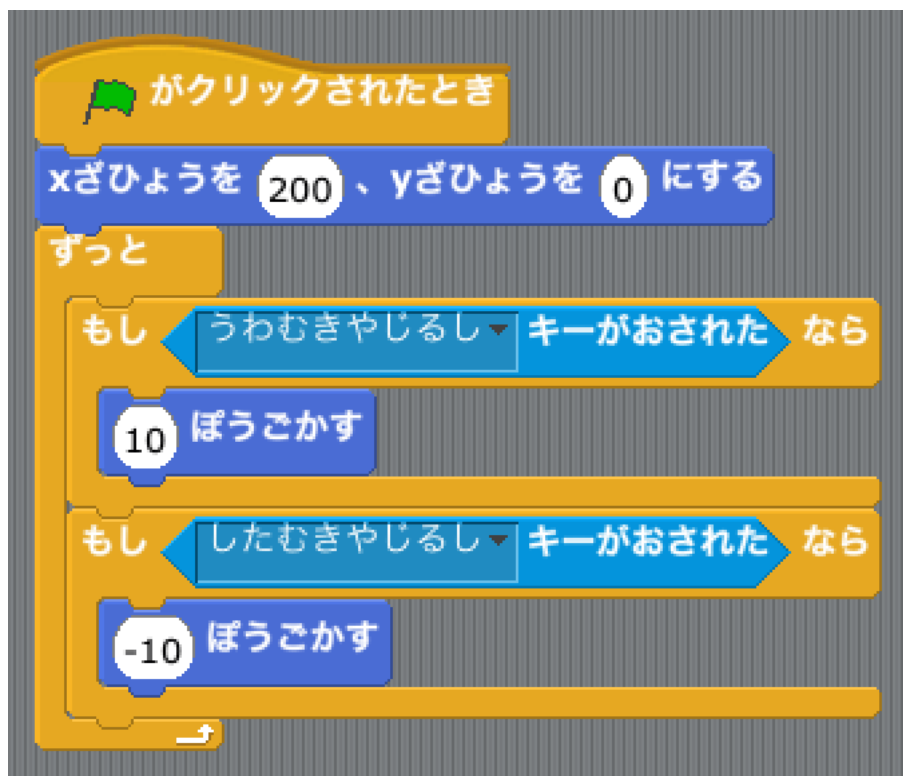 がクリックされたとき
xざひょうを 200 、yざひょうを 0 にする
ずっと
もし うわむきやじるし キーがおされた なら
10 ぽうごかす
もし したむきやじるし キーがおされた なら
-10 ぽうごかす